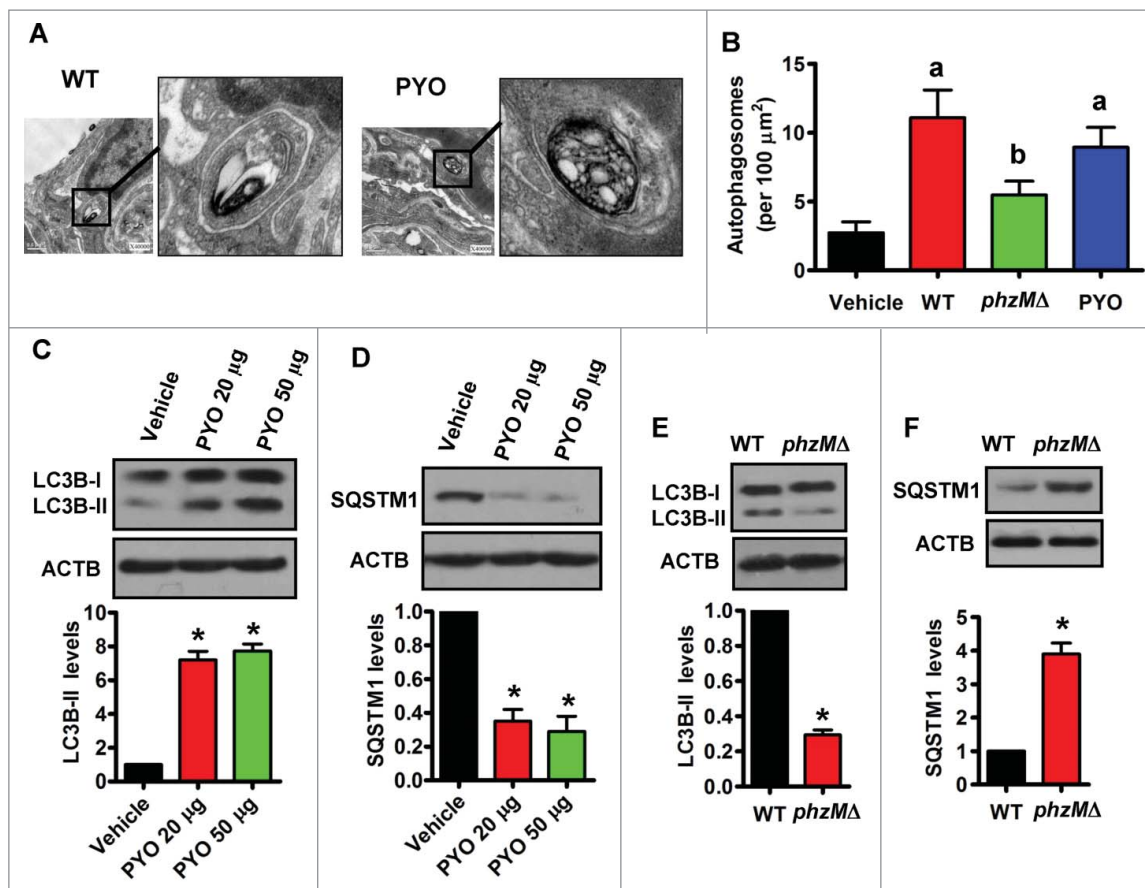 A
WT
PYO
X40000
X40000
B
15
10
5
0
Autophagosomes
(per 100 µm²)
a
b
a
Vehicle WT phzMΔ PYO
C
Vehicle
PYO 20 µg
PYO 50 µg
LC3B-I
LC3B-II
ACTB
10
8
6
4
2
0
LC3B-II levels
*
*
Vehicle
PYO 20 µg
PYO 50 µg
D
Vehicle
PYO 20 µg
PYO 50 µg
SQSTM1
ACTB
1.0
0.8
0.6
0.4
0.2
0.0
SQSTM1 levels
*
*
Vehicle
PYO 20 µg
PYO 50 µg
E
WT phzMΔ
LC3B-I
LC3B-II
ACTB
1.0
0.8
0.6
0.4
0.2
0.0
LC3B-II levels
*
WT phzMΔ
F
WT phzMΔ
SQSTM1
ACTB
5
4
3
2
1
0
SQSTM1 levels
*
WT phzMΔ